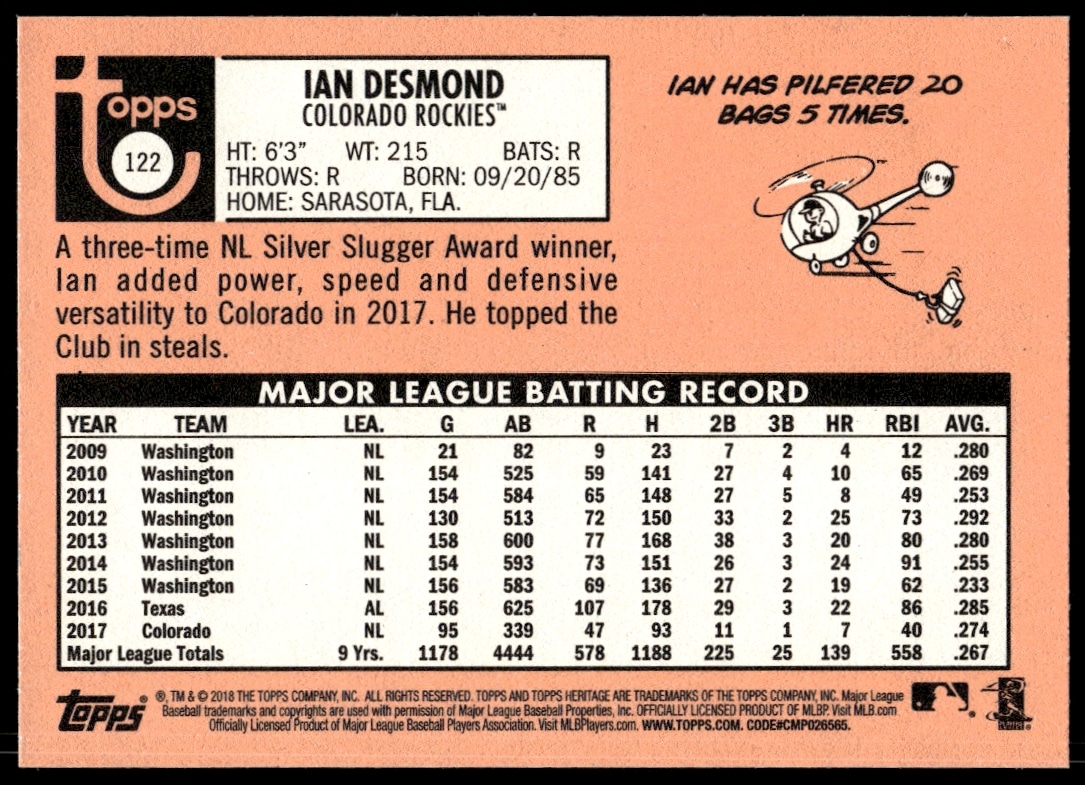 Topps
122
IAN DESMOND
COLORADO ROCKIES™
HT: 6'3" WT: 215 BATS: R
THROWS: R BORN: 09/20/85
HOME: SARASOTA, FLA.
IAN HAS PILFERED 20
BAGS 5 TIMES.
A three-time NL Silver Slugger Award winner,
Ian added power, speed and defensive
versatility to Colorado in 2017. He topped the
Club in steals.
MAJOR LEAGUE BATTING RECORD
YEAR TEAM LEA. G AB R H 2B 3B HR RBI AVG.
2009 Washington NL 21 82 9 23 7 2 4 12 .280
2010 Washington NL 154 525 59 141 27 4 10 65 .269
2011 Washington NL 154 584 65 148 27 5 8 49 .253
2012 Washington NL 130 513 72 150 33 2 25 73 .292
2013 Washington NL 158 600 77 168 38 3 20 80 .280
2014 Washington NL 154 593 73 151 26 3 24 91 .255
2015 Washington NL 156 583 69 136 27 2 19 62 .233
2016 Texas AL 156 625 107 178 29 3 22 86 .285
2017 Colorado NL 95 339 47 93 11 1 7 40 .274
Major League Totals 9 Yrs. 1178 4444 578 1188 225 25 139 558 .267
Topps® ®, TM & © 2018 THE TOPPS COMPANY, INC. ALL RIGHTS RESERVED. TOPPS AND TOPPS HERITAGE ARE TRADEMARKS OF THE TOPPS COMPANY, INC. Major League
Baseball trademarks and copyrights are used with permission of Major League Baseball Properties, Inc. OFFICIALLY LICENSED PRODUCT OF MLBP. Visit MLB.com
Officially Licensed Product of Major League Baseball Players Association. Visit MLBPlayers.com. WWW.TOPPS.COM. CODE#CMP026565.